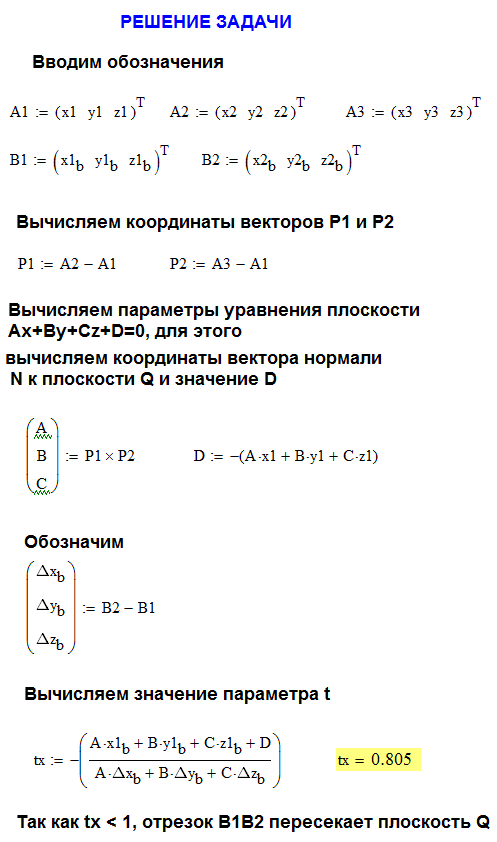 РЕШЕНИЕ ЗАДАЧИ
Вводим обозначения
A1 := (x1 y1 z1)^T A2 := (x2 y2 z2)^T A3 := (x3 y3 z3)^T
B1 := (x1_b y1_b z1_b)^T B2 := (x2_b y2_b z2_b)^T
Вычисляем координаты векторов P1 и P2
P1 := A2 − A1 P2 := A3 − A1
Вычисляем параметры уравнения плоскости
Ax+By+Cz+D=0, для этого
вычисляем координаты вектора нормали
N к плоскости Q и значение D
(A B C) := P1 × P2 D := −(A·x1 + B·y1 + C·z1)
Обозначим
(Δx_b Δy_b Δz_b) := B2 − B1
Вычисляем значение параметра t
tx := −((A·x1_b + B·y1_b + C·z1_b + D)/(A·Δx_b + B·Δy_b + C·Δz_b)) tx = 0.805
Так как tx < 1, отрезок B1B2 пересекает плоскость Q